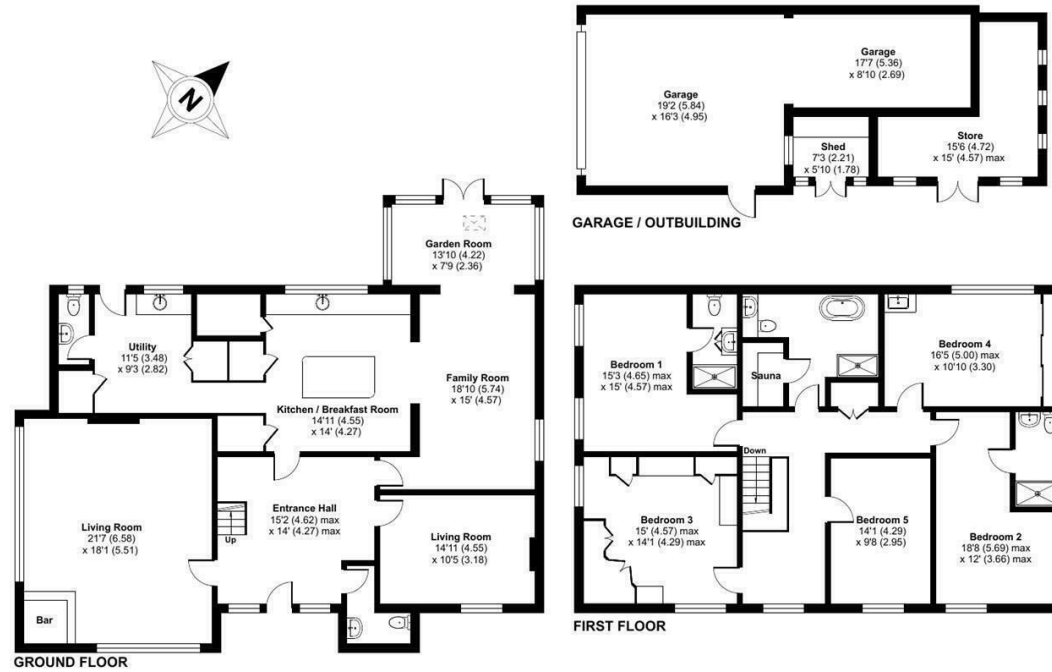 N
Garage
19'2 (5.84)
x 16'3 (4.95)
Garage
17'7 (5.36)
x 8'10 (2.69)
Shed
7'3 (2.21)
x 5'10 (1.78)
Store
15'6 (4.72)
x 15' (4.57) max
GARAGE / OUTBUILDING
Garden Room
13'10 (4.22)
x 7'9 (2.36)
Utility
11'5 (3.48)
x 9'3 (2.82)
Kitchen / Breakfast Room
14'11 (4.55)
x 14' (4.27)
Family Room
18'10 (5.74)
x 15' (4.57)
Living Room
21'7 (6.58)
x 18'1 (5.51)
Bar
Entrance Hall
15'2 (4.62) max
x 14' (4.27) max
Up
Living Room
14'11 (4.55)
x 10'5 (3.18)
GROUND FLOOR
Bedroom 1
15'3 (4.65) max
x 15' (4.57) max
Sauna
Bedroom 4
16'5 (5.00) max
x 10'10 (3.30)
Down
Bedroom 3
15' (4.57) max
x 14'1 (4.29) max
Bedroom 5
14'1 (4.29)
x 9'8 (2.95)
Bedroom 2
18'8 (5.69) max
x 12' (3.66) max
FIRST FLOOR